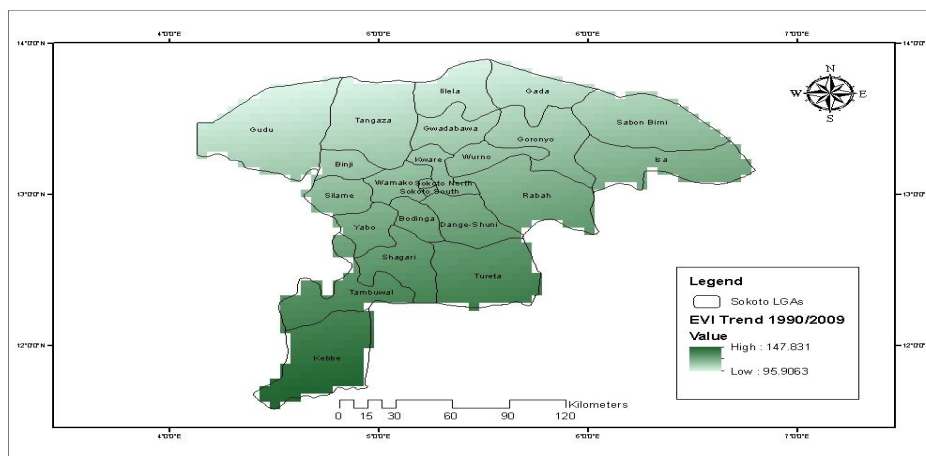 4°0'0"E 5°0'0"E 6°0'0"E 7°0'0"E
14°0'0"N 14°0'0"N
N
W E
S
Illela Gada
Gudu Tangaza Gwadabawa Sabon Birni
Goronyo
Binji Kware Wurno Isa
13°0'0"N 13°0'0"N
Wamako Sokoto North
Silame Sokoto South Rabah
Yabo Bodinga Dange-Shuni
Shagari
Tureta
Tambuwal
Legend
Sokoto LGAs
EVI Trend 1990/2009
Value
High : 147.831
Low : 95.9063
12°0'0"N 12°0'0"N
Kebbe
Kilometers
0 15 30 60 90 120
4°0'0"E 5°0'0"E 6°0'0"E 7°0'0"E